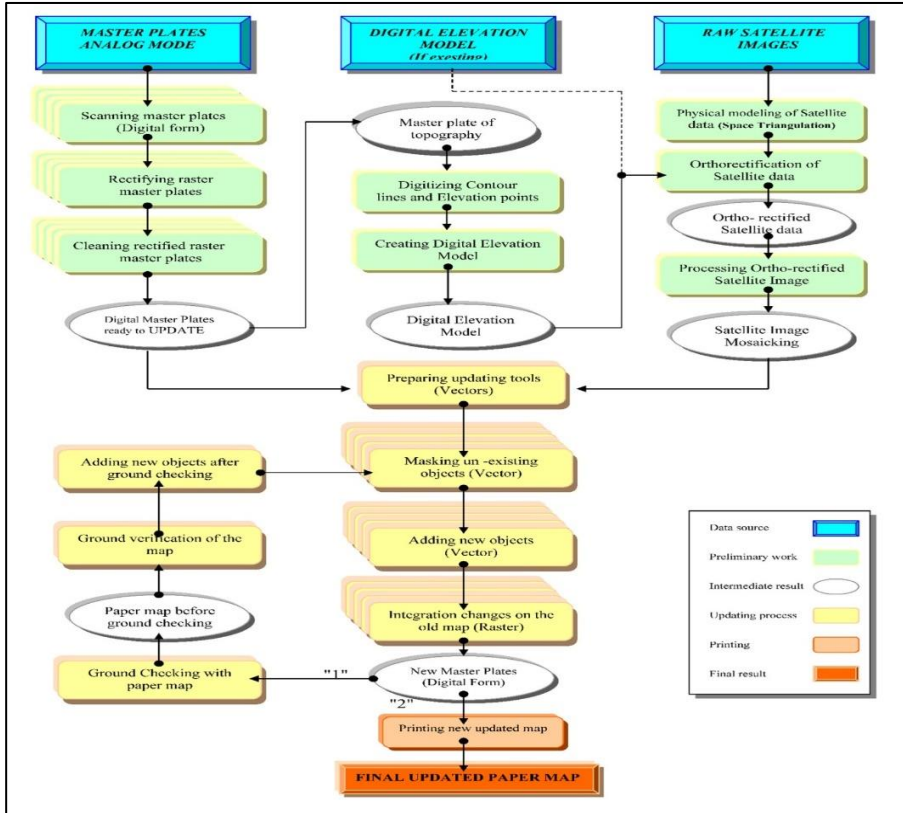 MASTER PLATES
ANALOG MODE
DIGITAL ELEVATION
MODEL
(If exesting)
RAW SATELLITE
IMAGES
Scanning master plates
(Digital form)
Rectifying raster
master plates
Cleaning rectified raster
master plates
Digital Master Plates
ready to UPDATE
Master plate of
topography
Digitizing Contour
lines and Elevation points
Creating Digital Elevation
Model
Digital Elevation
Model
Physical modeling of Satellite
data (Space Triangulation)
Orthorectification of
Satellite data
Ortho- rectified
Satellite data
Processing Ortho-rectified
Satellite Image
Satellite Image
Mosaicking
Preparing updating tools
(Vectors)
Masking un -existing
objects (Vector)
Adding new objects
(Vector)
Integration changes on the
old map (Raster)
New Master Plates
(Digital Form)
"1"
"2"
Adding new objects after
ground checking
Ground verification of the
map
Paper map before
ground checking
Ground Checking with
paper map
Printing new updated map
FINAL UPDATED PAPER MAP
Data source
Preliminary work
Intermediate result
Updating process
Printing
Final result